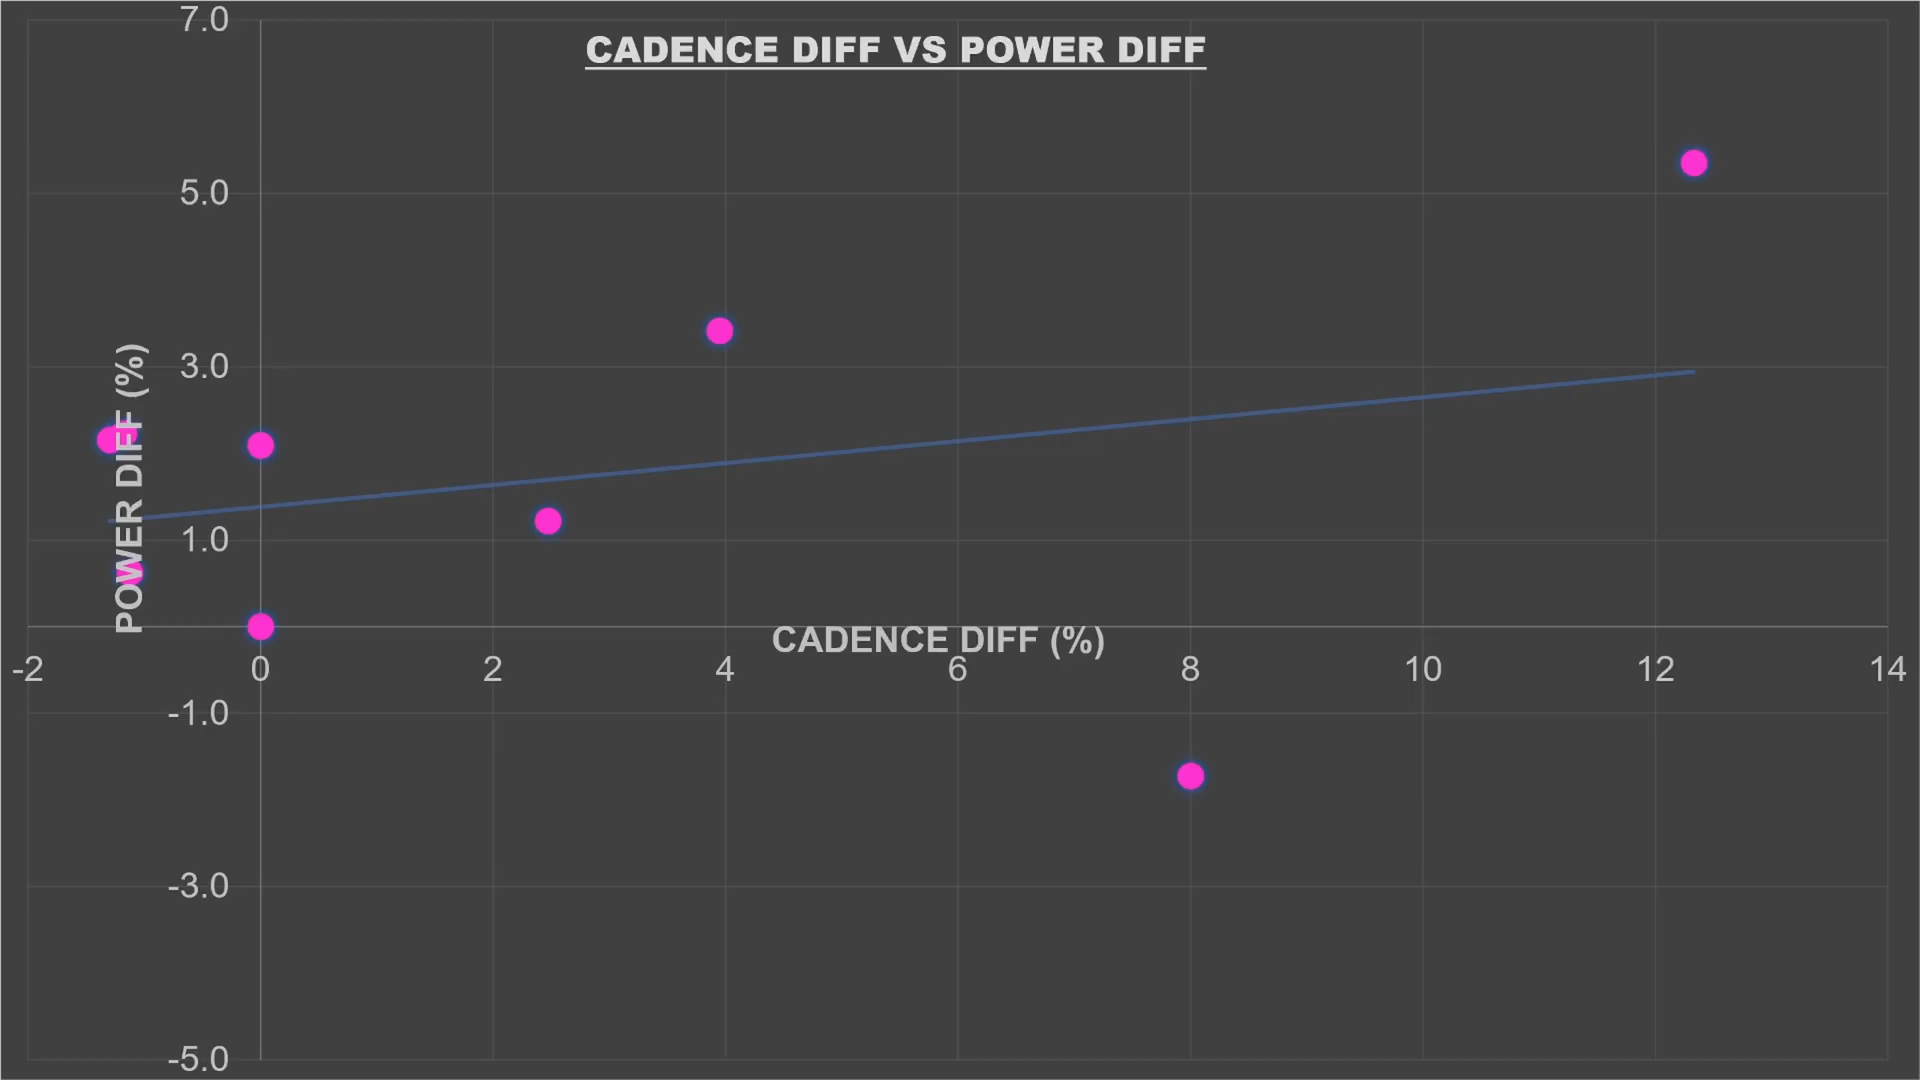 CADENCE DIFF VS POWER DIFF
7.0
5.0
3.0
1.0
-1.0
-3.0
-5.0
POWER DIFF (%)
CADENCE DIFF (%)
-2 0 2 4 6 8 10 12 14